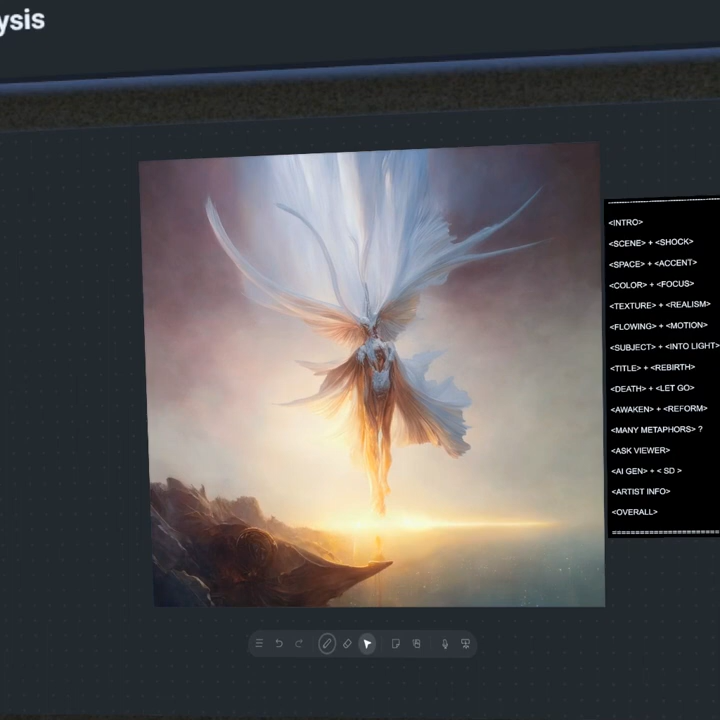 ysis
<INTRO>
<SCENE> + <SHOCK>
<SPACE> + <ACCENT>
<COLOR> + <FOCUS>
<TEXTURE> + <REALISM>
<FLOWING> + <MOTION>
<SUBJECT> + <INTO LIGHT>
<TITLE> + <REBIRTH>
<DEATH> + <LET GO>
<AWAKEN> + <REFORM>
<MANY METAPHORS> ?
<ASK VIEWER>
<AI GEN> + < SD >
<ARTIST INFO>
<OVERALL>